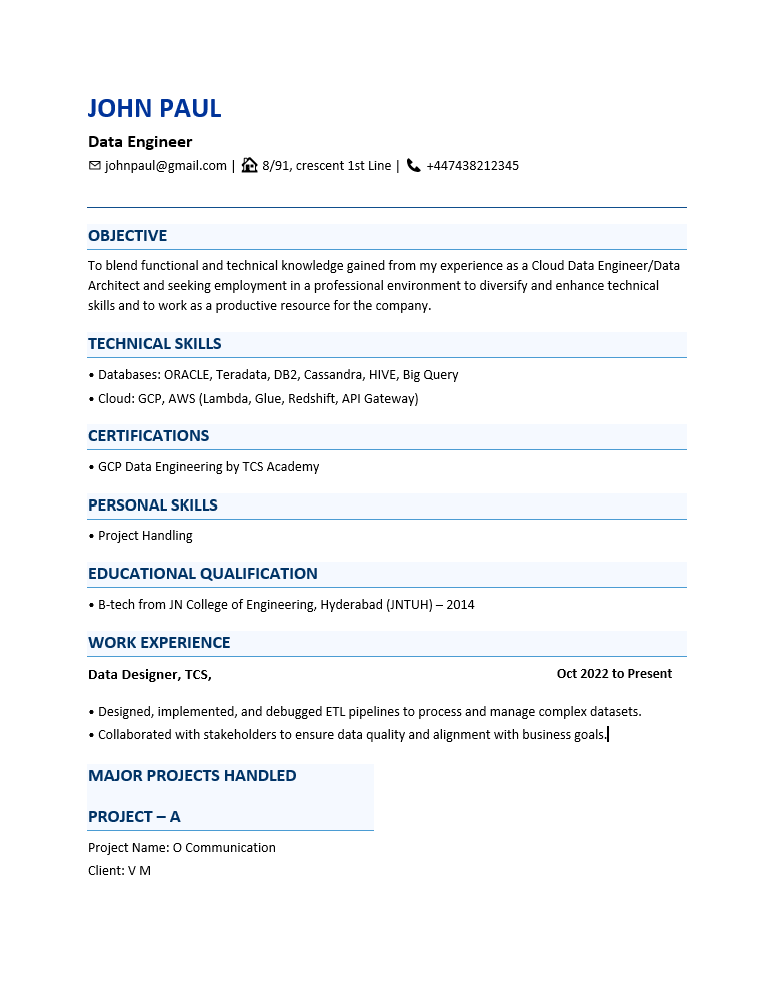 JOHN PAUL
Data Engineer
johnpaul@gmail.com | 8/91, crescent 1st Line | +447438212345
OBJECTIVE
To blend functional and technical knowledge gained from my experience as a Cloud Data Engineer/Data
Architect and seeking employment in a professional environment to diversify and enhance technical
skills and to work as a productive resource for the company.
TECHNICAL SKILLS
• Databases: ORACLE, Teradata, DB2, Cassandra, HIVE, Big Query
• Cloud: GCP, AWS (Lambda, Glue, Redshift, API Gateway)
CERTIFICATIONS
• GCP Data Engineering by TCS Academy
PERSONAL SKILLS
• Project Handling
EDUCATIONAL QUALIFICATION
• B-tech from JN College of Engineering, Hyderabad (JNTUH) – 2014
WORK EXPERIENCE
Data Designer, TCS, Oct 2022 to Present
• Designed, implemented, and debugged ETL pipelines to process and manage complex datasets.
• Collaborated with stakeholders to ensure data quality and alignment with business goals.
MAJOR PROJECTS HANDLED
PROJECT – A
Project Name: O Communication
Client: V M